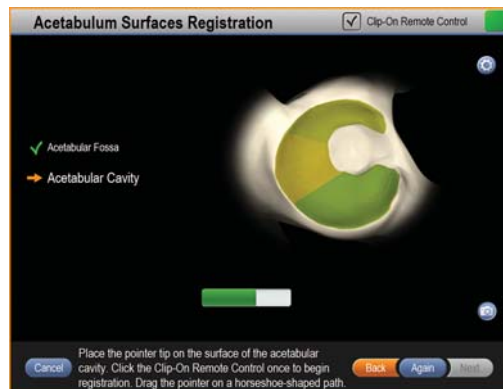 Acetabulum Surfaces Registration
Clip-On Remote Control
Acetabular Fossa
Acetabular Cavity
Place the pointer tip on the surface of the acetabular
cavity. Click the Clip-On Remote Control once to begin
registration. Drag the pointer on a horseshoe-shaped path.
Cancel
Back
Again
Next